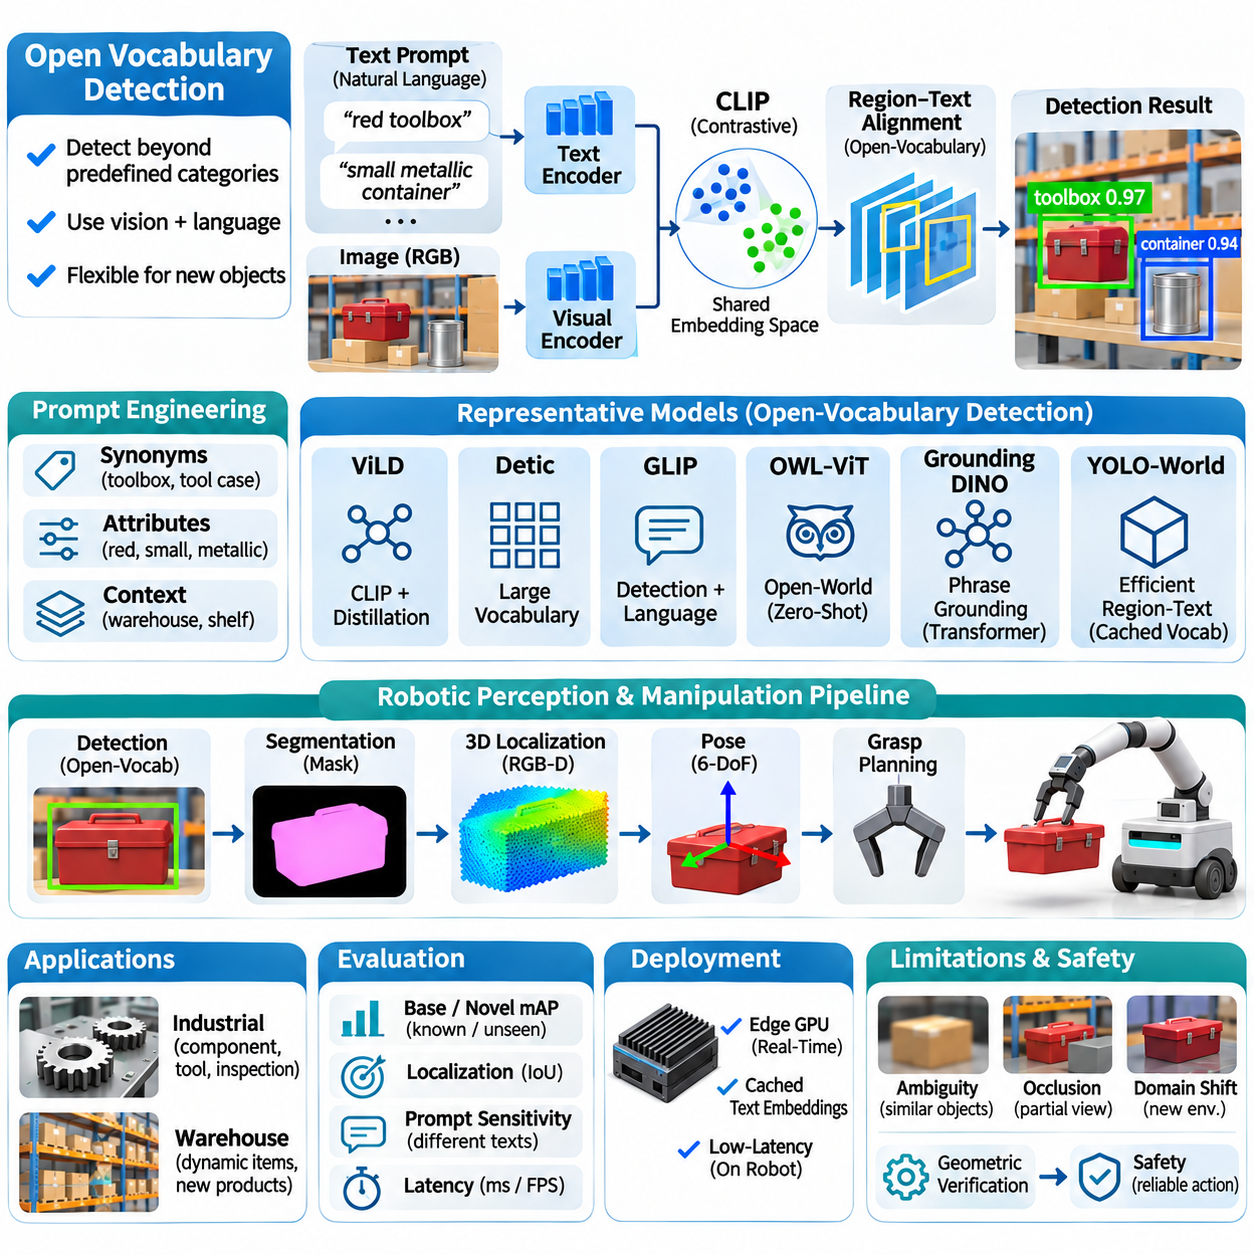 Open Vocabulary
Detection
Detect beyond
predefined categories
Use vision + language
Flexible for new objects
Text Prompt
(Natural Language)
“red toolbox”
“small metallic
container”
...
Image (RGB)
Text
Encoder
Visual
Encoder
CLIP
(Contrastive)
Shared
Embedding Space
Region–Text
Alignment
(Open-Vocabulary)
Detection Result
toolbox 0.97
container 0.94
Prompt Engineering
Synonyms
(toolbox, tool case)
Attributes
(red, small, metallic)
Context
(warehouse, shelf)
Representative Models (Open-Vocabulary Detection)
ViLD
CLIP +
Distillation
Detic
Large
Vocabulary
GLIP
Detection +
Language
OWL-ViT
Open-World
(Zero-Shot)
Grounding
DINO
Phrase
Grounding
(Transformer)
YOLO-World
Efficient
Region-Text
(Cached Vocab)
Robotic Perception & Manipulation Pipeline
Detection
(Open-Vocab)
Segmentation
(Mask)
3D Localization
(RGB-D)
Pose
(6-DoF)
Grasp
Planning
Applications
Industrial
(component,
tool, inspection)
Warehouse
(dynamic items,
new products)
Evaluation
Base / Novel mAP
(known / unseen)
Localization (IoU)
Prompt Sensitivity
(different texts)
Latency (ms / FPS)
Deployment
Edge GPU
(Real-Time)
Cached
Text Embeddings
Low-Latency
(On Robot)
Limitations & Safety
Ambiguity
(similar objects)
Occlusion
(partial view)
Domain Shift
(new env.)
Geometric
Verification
Safety
(reliable action)